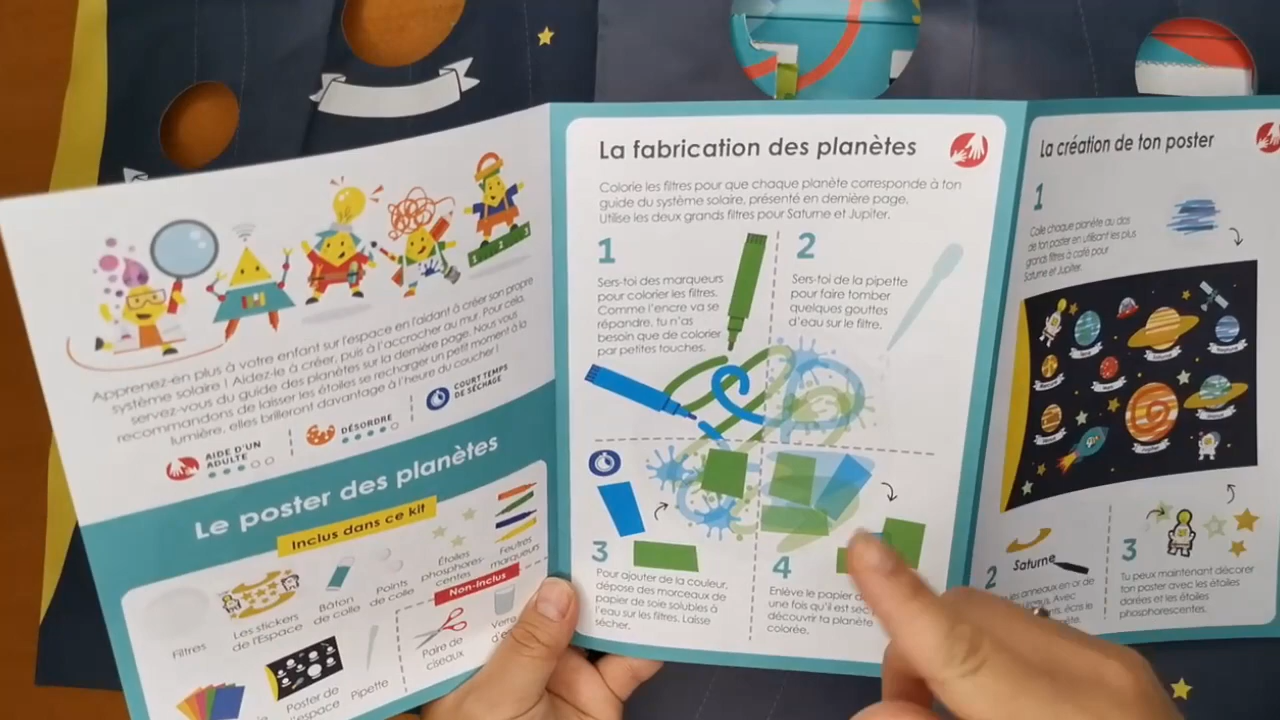 Apprenez-en plus à votre enfant sur l'espace en l'aidant à créer son propre
système solaire ! Aidez-le à créer, puis à l'accrocher au mur. Pour cela,
servez-vous du guide des planètes sur la dernière page. Nous vous
recommandons de laisser les étoiles se recharger un petit moment à la
lumière, elles brilleront davantage à l'heure du coucher !
AIDE D'UN
ADULTE
DÉSORDRE
COURT TEMPS
DE SÉCHAGE
Le poster des planètes
Inclus dans ce kit
Filtres
Les stickers
de l'Espace
Bâton
de colle
Points
de colle
Étoiles
phosphores-
centes
Feutres
marqueurs
Poster de
l'espace
Pipette
Non-inclus
Paire de
ciseaux
La fabrication des planètes
Colorie les filtres pour que chaque planète corresponde à ton
guide du système solaire, présenté en dernière page.
Utilise les deux grands filtres pour Saturne et Jupiter.
1
Sers-toi des marqueurs
pour colorier les filtres.
Comme l'encre va se
répandre, tu n'as
besoin que de colorier
par petites touches.
2
Sers-toi de la pipette
pour faire tomber
quelques gouttes
d'eau sur le filtre.
3
Pour ajouter de la couleur,
dépose des morceaux de
papier de soie solubles à
l'eau sur les filtres. Laisse
sécher.
4
Enlève le papier
une fois qu'il est
découvrir ta planète
colorée.
La création de ton poster
1
Colle chaque planète au dos
de ton poster en utilisant les plus
grands filtres à café pour
Saturne et Jupiter.
Saturne
2
anneaux en or de
3
Tu peux maintenant décorer
ton poster avec les étoiles
dorées et les étoiles
phosphorescentes.